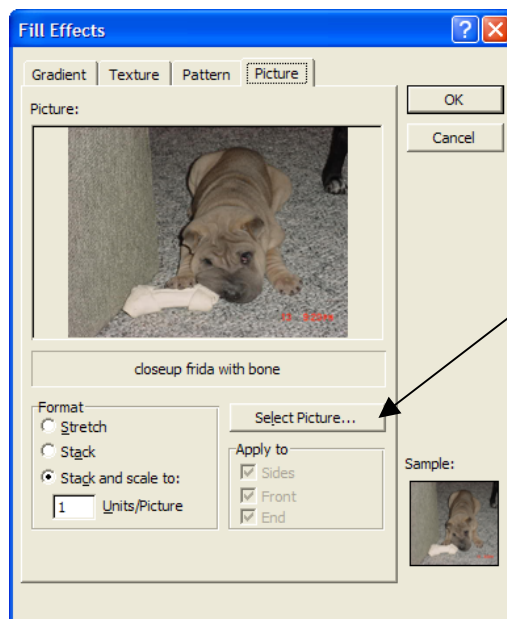 Fill Effects
Gradient
Texture
Pattern
Picture
OK
Cancel
Picture:
closeup frida with bone
Format
Stretch
Stack
Stack and scale to:
1 Units/Picture
Select Picture...
Apply to
Sides
Front
End
Sample: